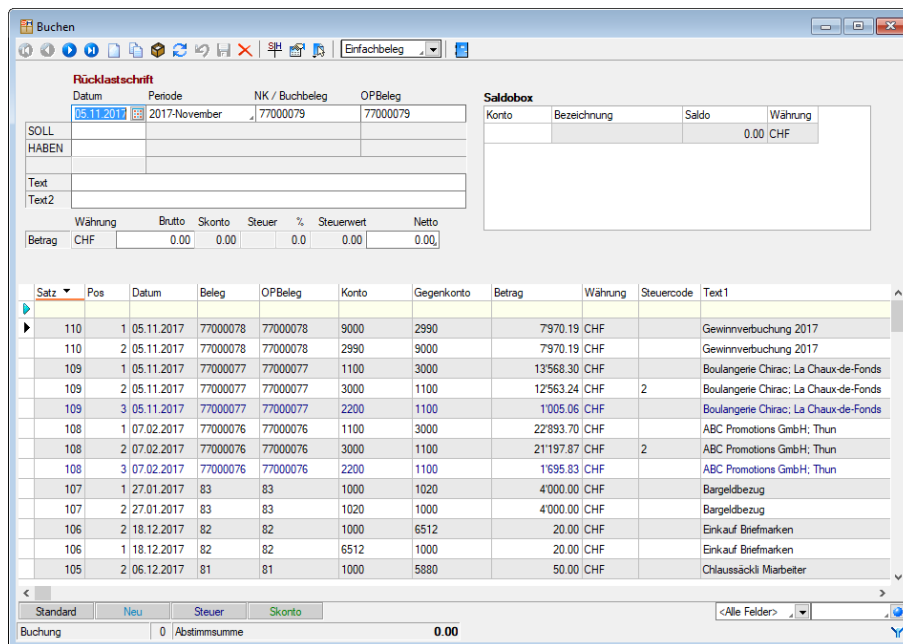 Buchen
S|H Einfachbeleg
Rücklastschrift
Datum Periode NK / Buchbeleg OPBeleg
05.11.2017 2017-November 77000079 77000079
SOLL
HABEN
Text
Text2
Währung Brutto Skonto Steuer % Steuerwert Netto
Betrag CHF 0.00 0.00 0.0 0.00 0.00
Saldobox
Konto Bezeichnung Saldo Währung
0.00 CHF
Satz Pos Datum Beleg OPBeleg Konto Gegenkonto Betrag Währung Steuercode Text1
110 1 05.11.2017 77000078 77000078 9000 2990 7'970.19 CHF Gewinnverbuchung 2017
110 2 05.11.2017 77000078 77000078 2990 9000 7'970.19 CHF Gewinnverbuchung 2017
109 1 05.11.2017 77000077 77000077 1100 3000 13'568.30 CHF Boulangerie Chirac; La Chaux-de-Fonds
109 2 05.11.2017 77000077 77000077 3000 1100 12'563.24 CHF 2 Boulangerie Chirac; La Chaux-de-Fonds
109 3 05.11.2017 77000077 77000077 2200 1100 1'005.06 CHF Boulangerie Chirac; La Chaux-de-Fonds
108 1 07.02.2017 77000076 77000076 1100 3000 22'893.70 CHF ABC Promotions GmbH; Thun
108 2 07.02.2017 77000076 77000076 3000 1100 21'197.87 CHF 2 ABC Promotions GmbH; Thun
108 3 07.02.2017 77000076 77000076 2200 1100 1'695.83 CHF ABC Promotions GmbH; Thun
107 1 27.01.2017 83 83 1000 1020 4'000.00 CHF Bargeldbezug
107 2 27.01.2017 83 83 1020 1000 4'000.00 CHF Bargeldbezug
106 2 18.12.2017 82 82 1000 6512 20.00 CHF Einkauf Briefmarken
106 1 18.12.2017 82 82 6512 1000 20.00 CHF Einkauf Briefmarken
105 2 06.12.2017 81 81 1000 5880 50.00 CHF Chlaussäckli Miarbeiter
Standard Neu Steuer Skonto <Alle Felder>
Buchung 0 Abstimmsumme 0.00